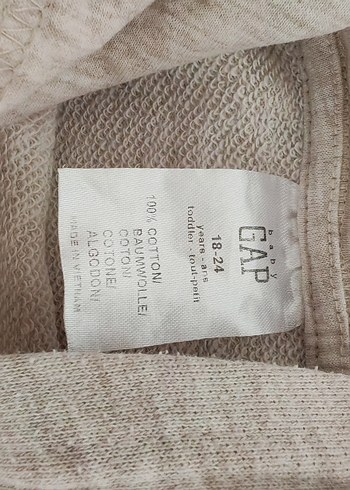 baby
GAP
18-24
years - ans
toddler - tout-petit
100% COTTON/
BAUMWOLLE/
COTON/
COTONE/
ALGODON/
MADE IN VIETNAM